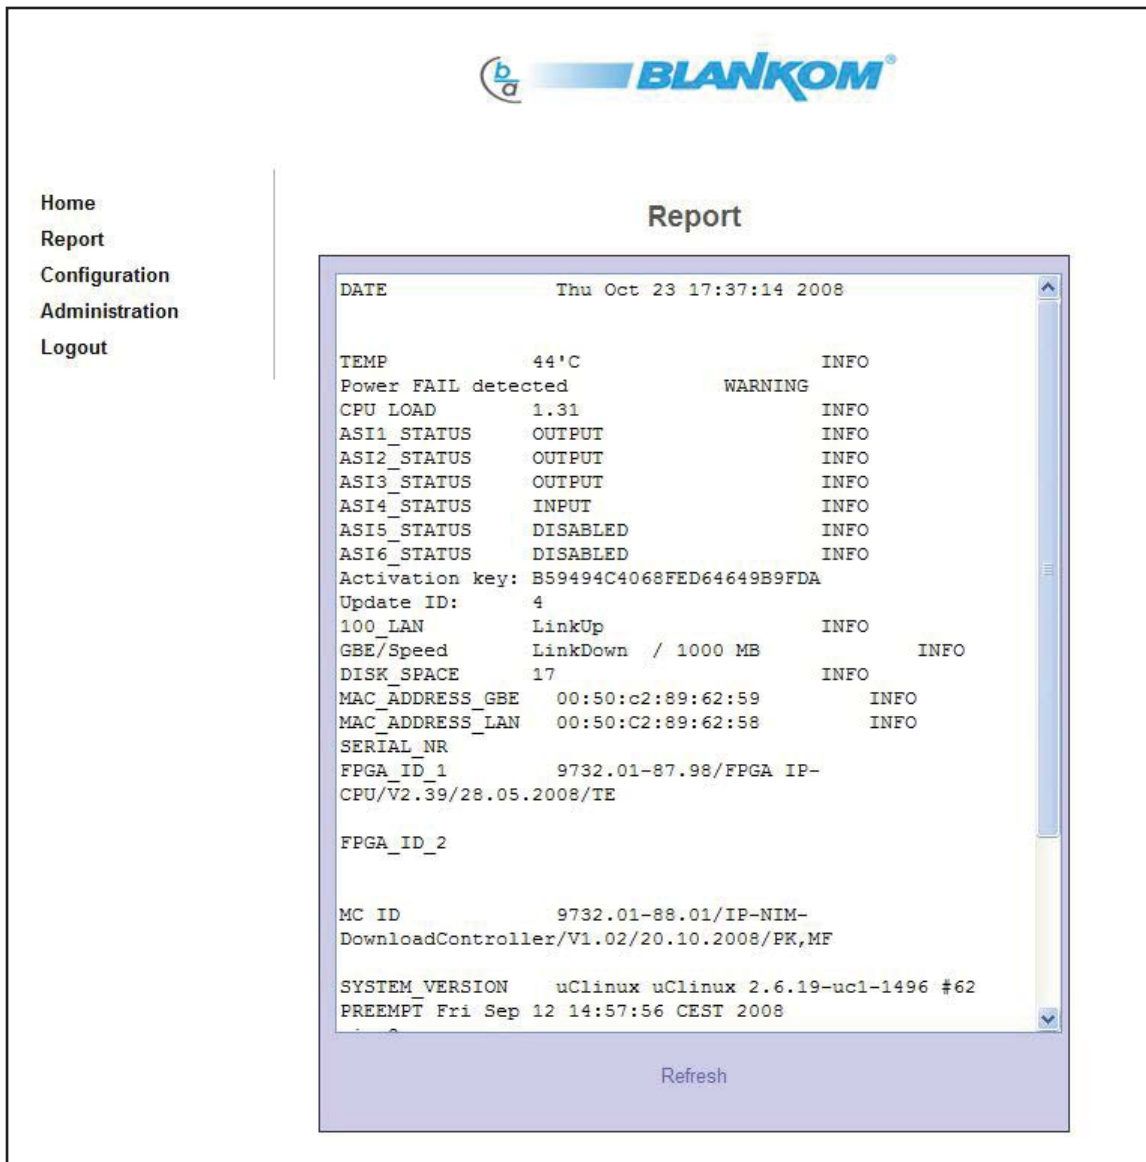 b
a
BLANKOM®
Home
Report
Configuration
Administration
Logout
Report
DATE Thu Oct 23 17:37:14 2008
TEMP 44'C INFO
Power FAIL detected WARNING
CPU LOAD 1.31 INFO
ASI1_STATUS OUTPUT INFO
ASI2_STATUS OUTPUT INFO
ASI3_STATUS OUTPUT INFO
ASI4_STATUS INPUT INFO
ASI5_STATUS DISABLED INFO
ASI6_STATUS DISABLED INFO
Activation key: B59494C4068FED64649B9FDA
Update ID: 4
100_LAN LinkUp INFO
GBE/Speed LinkDown / 1000 MB INFO
DISK_SPACE 17 INFO
MAC_ADDRESS_GBE 00:50:c2:89:62:59 INFO
MAC_ADDRESS_LAN 00:50:C2:89:62:58 INFO
SERIAL_NR
FPGA_ID_1 9732.01-87.98/FPGA IP-
CPU/V2.39/28.05.2008/TE
FPGA_ID_2
MC ID 9732.01-88.01/IP-NIM-
DownloadController/V1.02/20.10.2008/PK,MF
SYSTEM_VERSION uClinux uClinux 2.6.19-uc1-1496 #62
PREEMPT Fri Sep 12 14:57:56 CEST 2008
Refresh